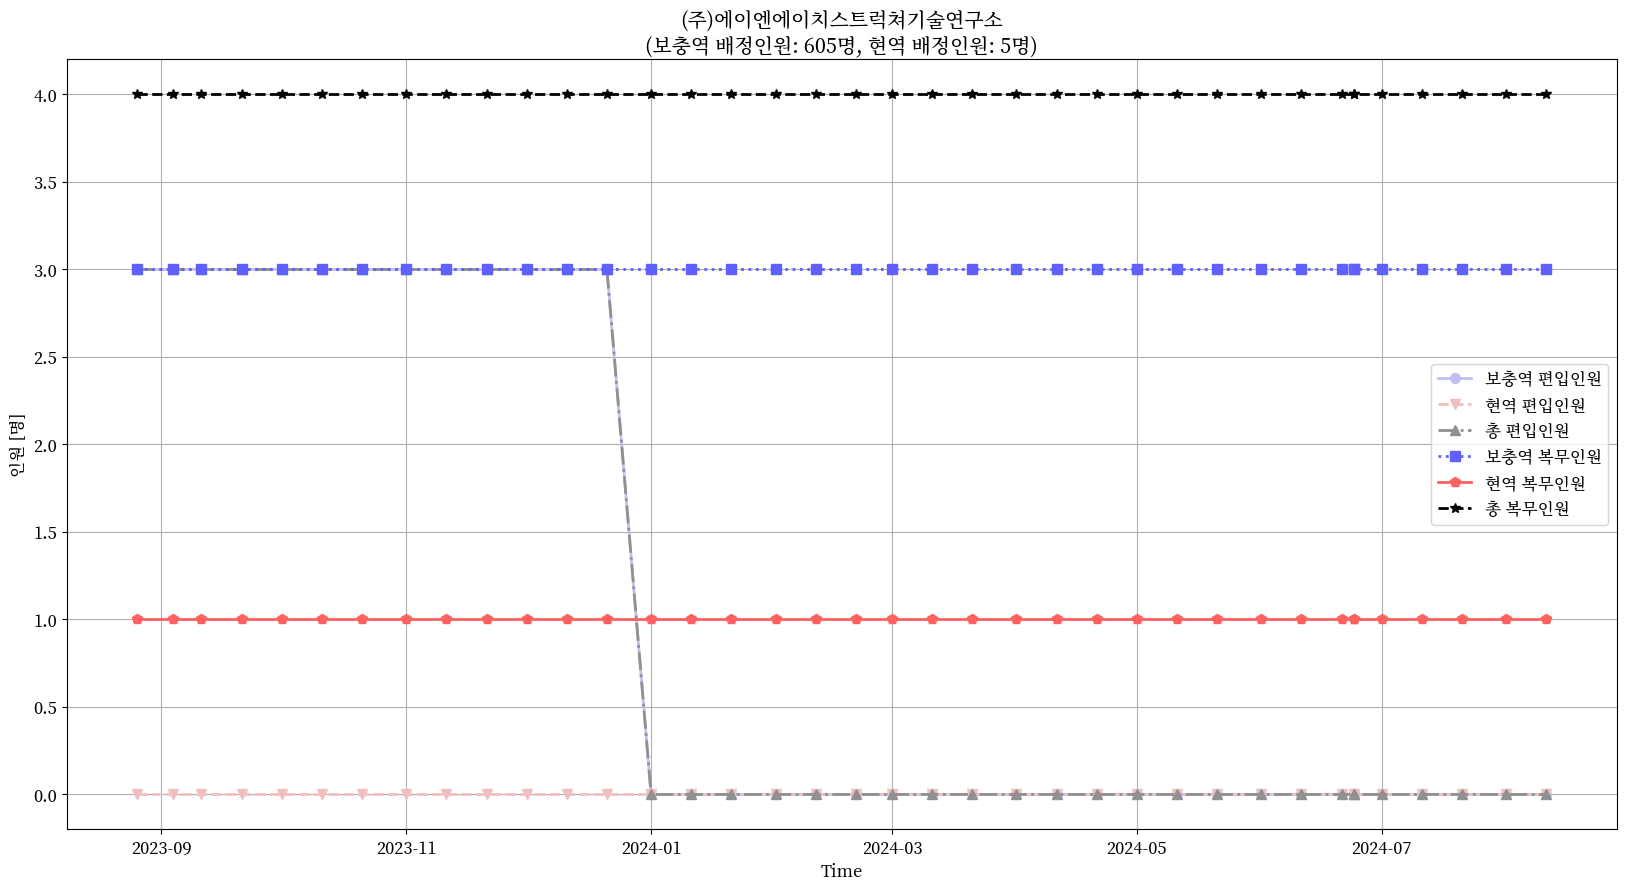 (주)에이엔에이치스트럭쳐기술연구소
(보충역 배정인원: 605명, 현역 배정인원: 5명)
4.0
3.5
3.0
2.5
2.0
1.5
1.0
0.5
0.0
인원 [명]
보충역 편입인원
현역 편입인원
총 편입인원
보충역 복무인원
현역 복무인원
총 복무인원
2023-09
2023-11
2024-01
2024-03
2024-05
2024-07
Time